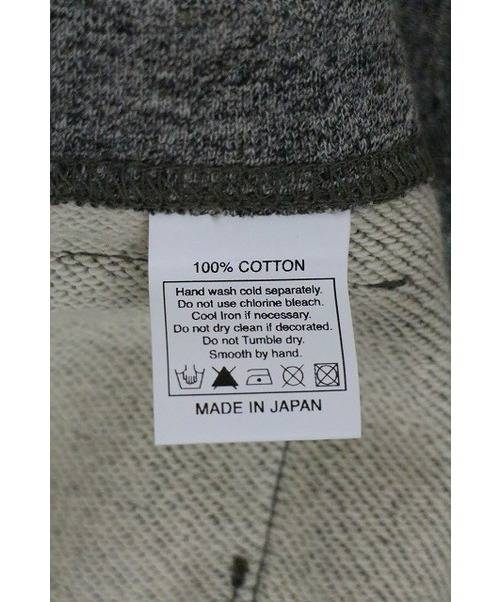 100% COTTON
Hand wash cold separately.
Do not use chlorine bleach.
Cool Iron if necessary.
Do not dry clean if decorated.
Do not Tumble dry.
Smooth by hand.
MADE IN JAPAN